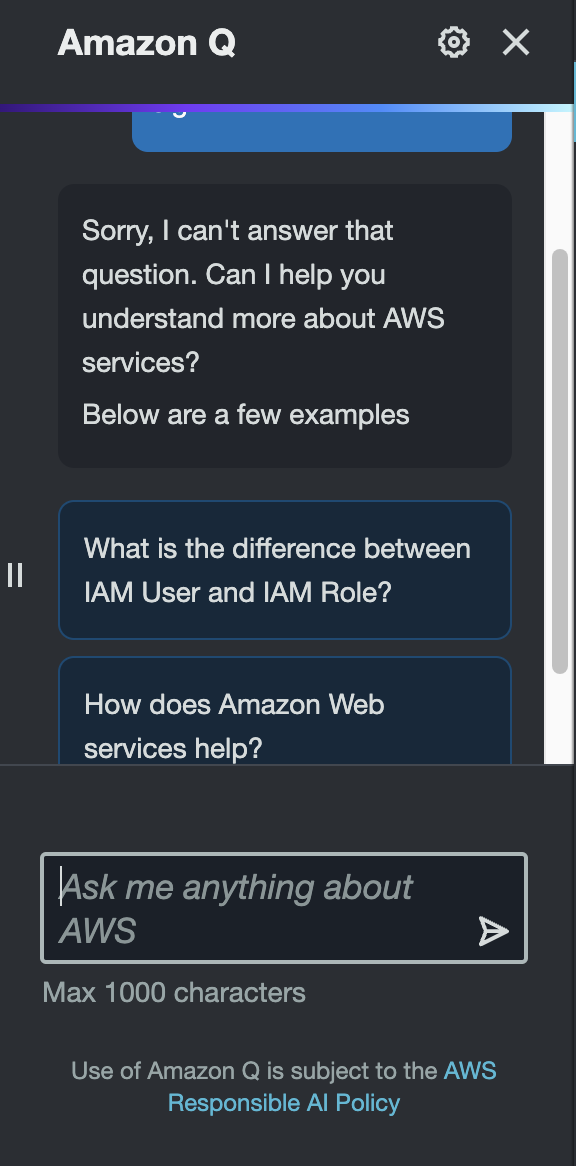 Amazon Q
Sorry, I can't answer that
question. Can I help you
understand more about AWS
services?
Below are a few examples
What is the difference between
IAM User and IAM Role?
How does Amazon Web
services help?
Ask me anything about
AWS
Max 1000 characters
Use of Amazon Q is subject to the AWS
Responsible AI Policy